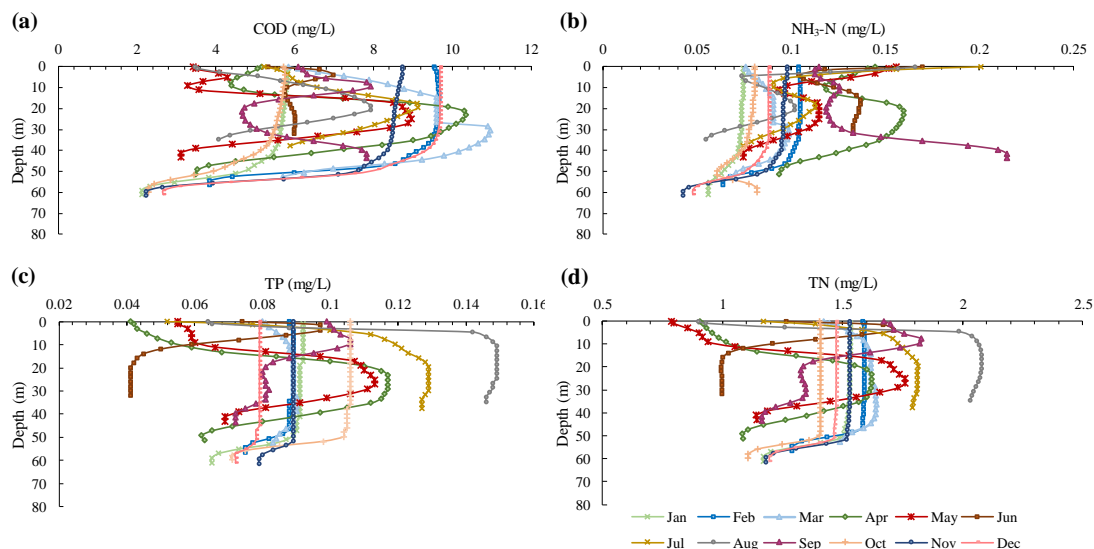 (a)
COD (mg/L)
0 2 4 6 8 10 12
0
10
20
30
40
50
60
70
80
Depth (m)
(b)
NH₃-N (mg/L)
0 0.05 0.1 0.15 0.2 0.25
0
10
20
30
40
50
60
70
80
Depth (m)
(c)
TP (mg/L)
0.02 0.04 0.06 0.08 0.1 0.12 0.14 0.16
0
10
20
30
40
50
60
70
80
Depth (m)
(d)
TN (mg/L)
0.5 1 1.5 2 2.5
0
10
20
30
40
50
60
70
80
Depth (m)
Jan Feb Mar Apr May Jun
Jul Aug Sep Oct Nov Dec